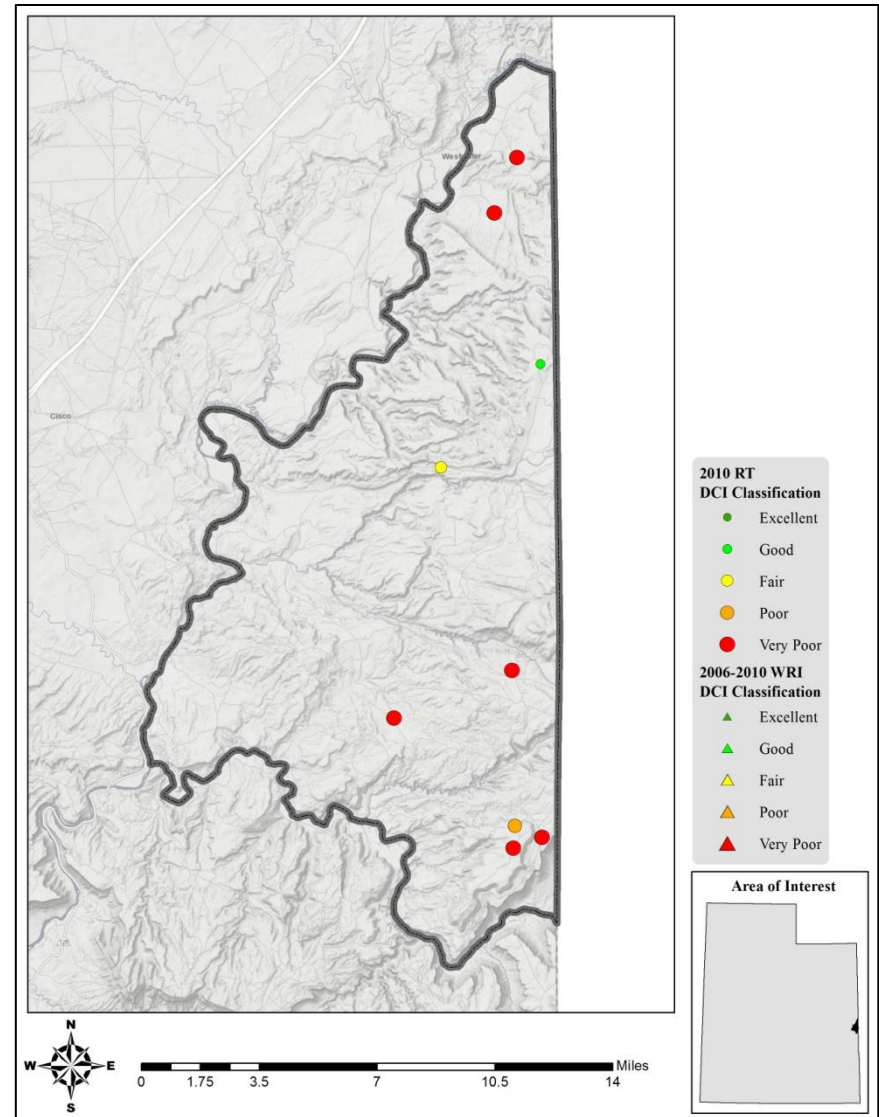 Cisco
2010 RT
DCI Classification
Excellent
Good
Fair
Poor
Very Poor
2006-2010 WRI
DCI Classification
Excellent
Good
Fair
Poor
Very Poor
Area of Interest
N
W E
S
Miles
0 1.75 3.5 7 10.5 14